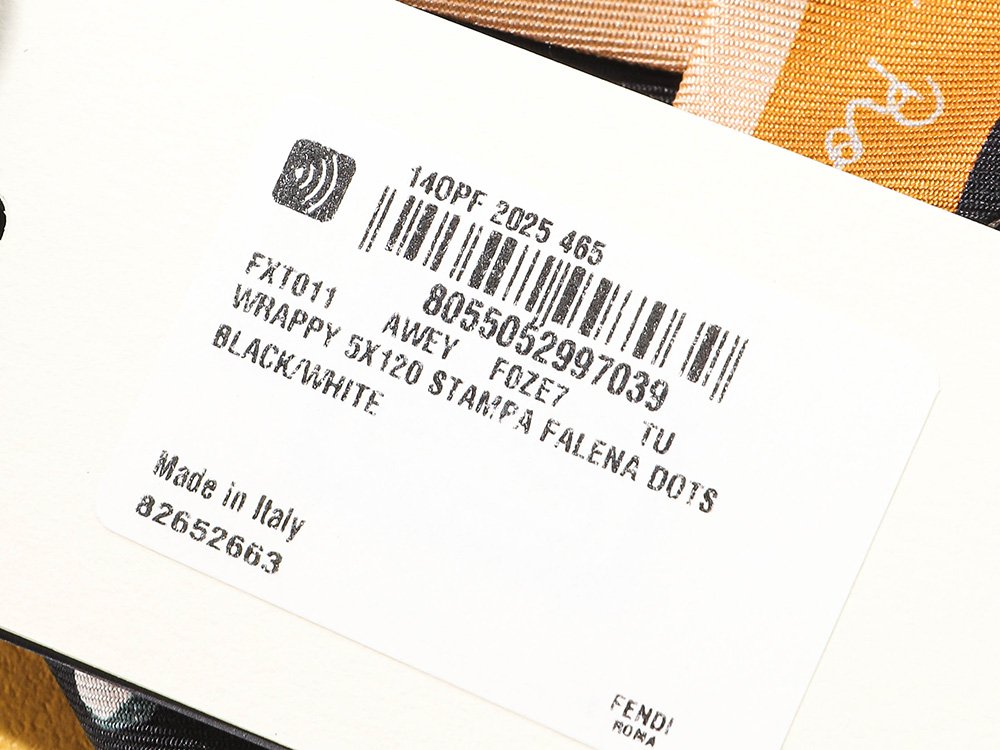 140PF 2025 465
8055052997039
FXT011 AWEY F0ZE7 TU
WRAPPY 5X120 STAMPA FALENA DOTS
BLACK/WHITE
Made in Italy
82652663
FENDI
ROMA